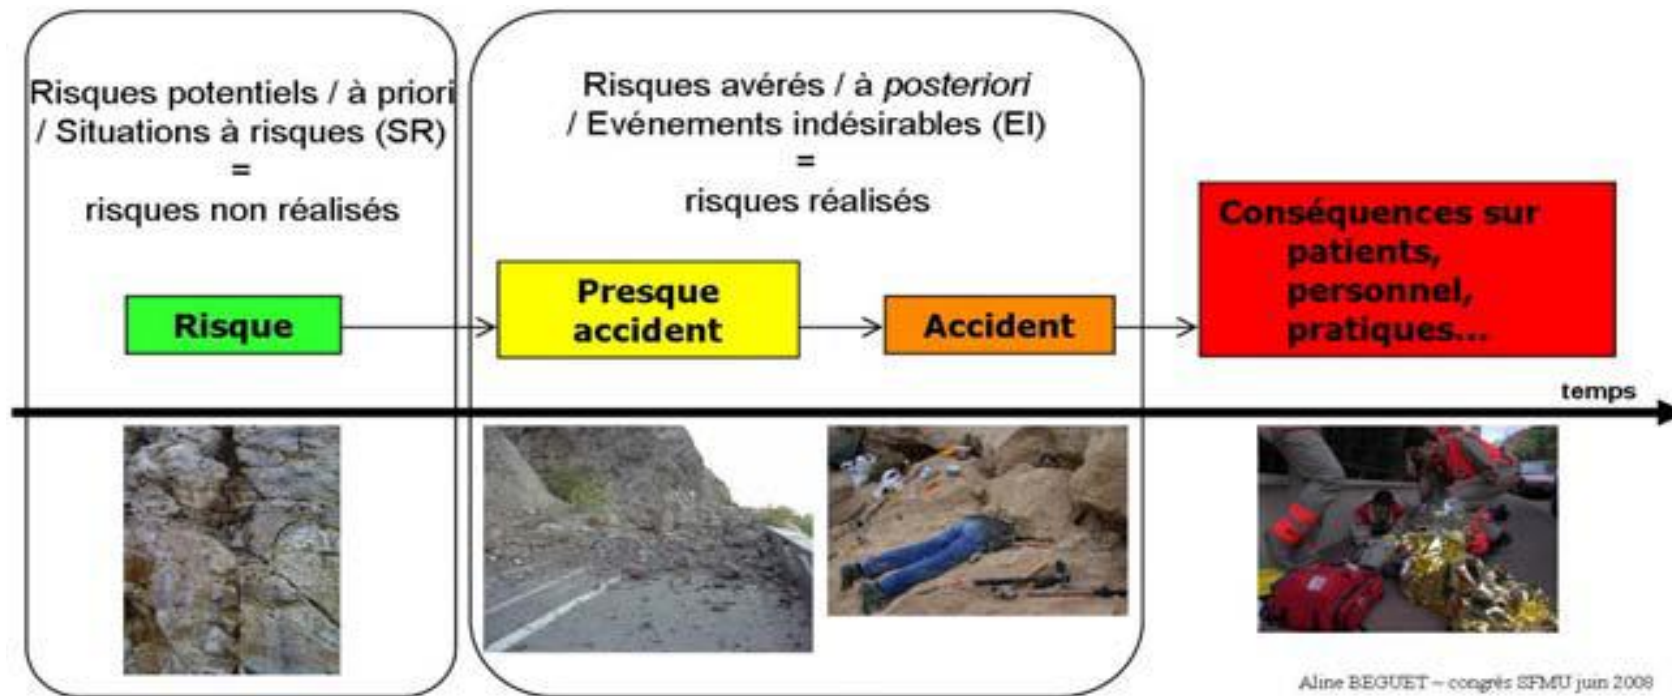 Risques potentiels / à priori
/ Situations à risques (SR)
=
risques non réalisés
Risques avérés / à posteriori
/ Evénements indésirables (EI)
=
risques réalisés
Risque
Presque
accident
Accident
Conséquences sur
patients,
personnel,
pratiques...
temps
Aline BEGUET – congrès SFMU juin 2008